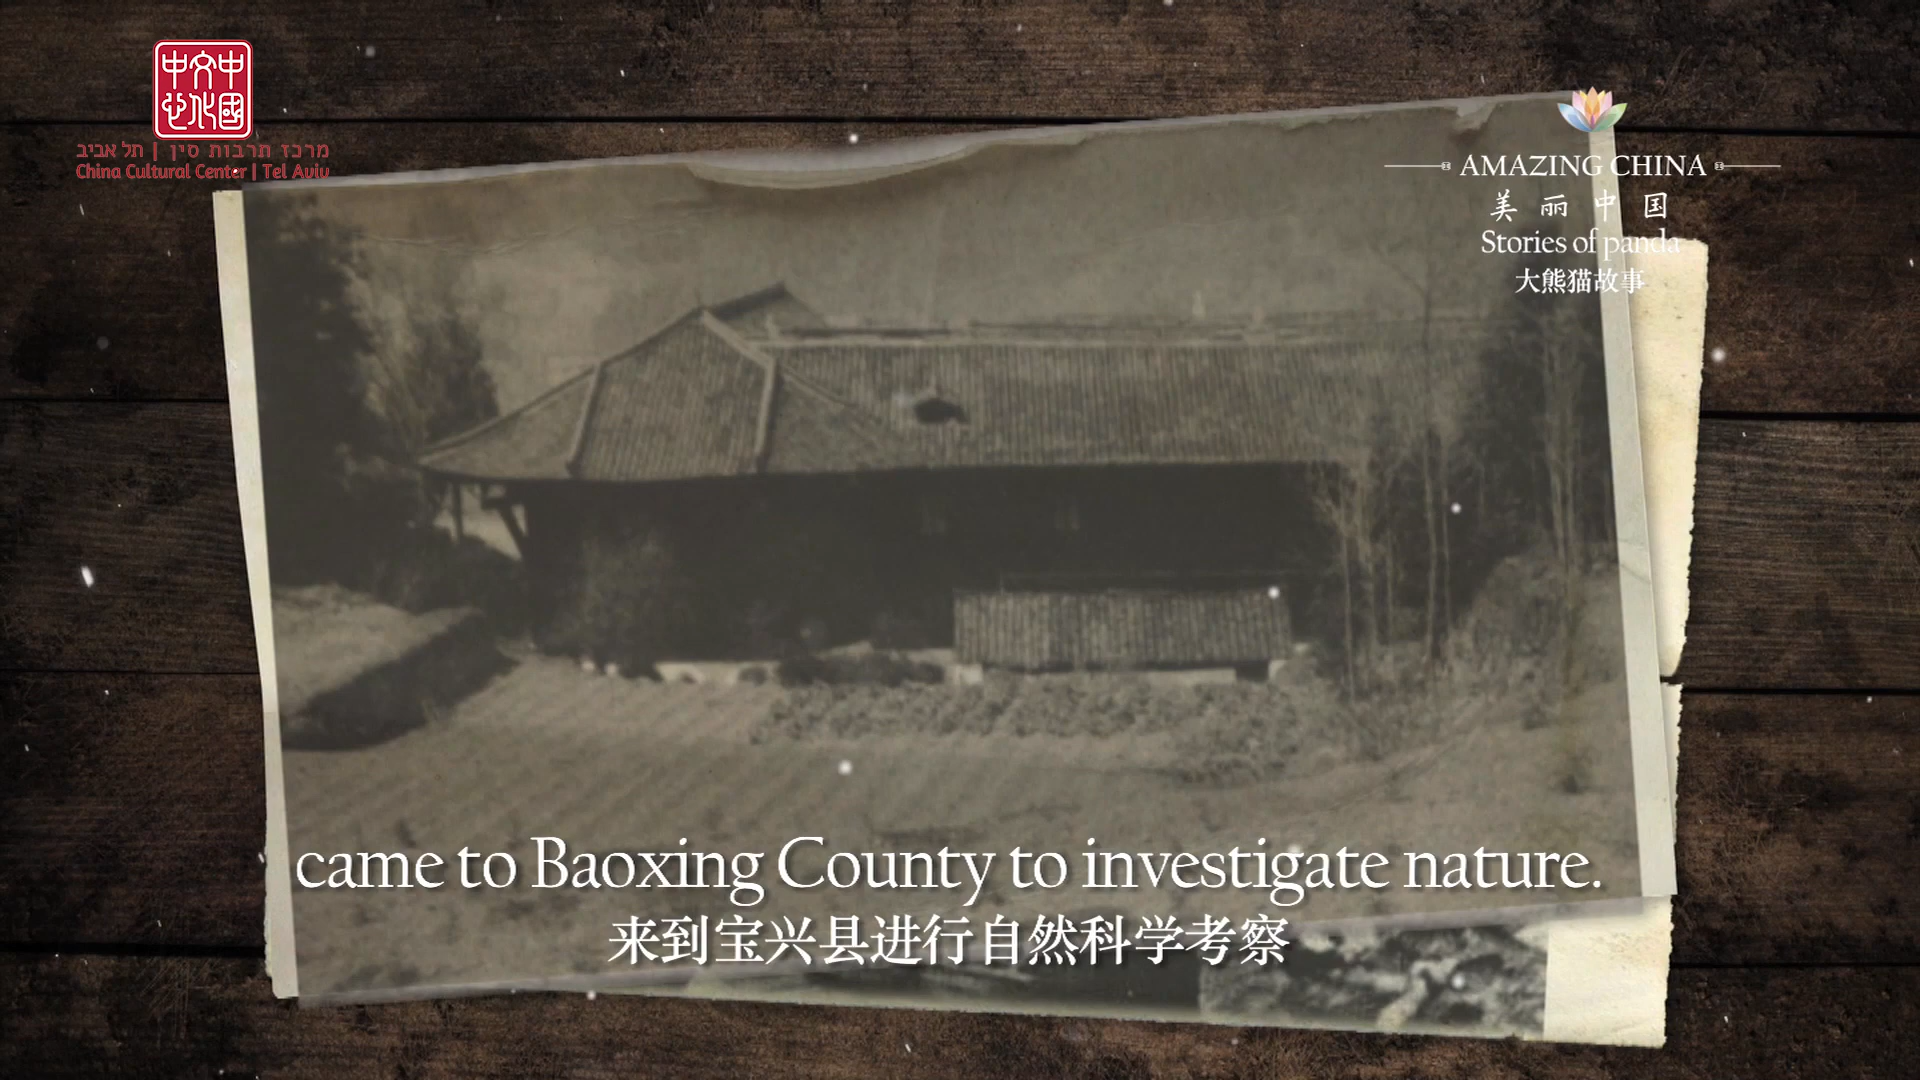 中文中
心化國
מרכז תרבות סין | תל אביב
China Cultural Center | Tel Aviv
AMAZING CHINA
美丽中国
Stories of panda
大熊猫故事
came to Baoxing County to investigate nature.
来到宝兴县进行自然科学考察